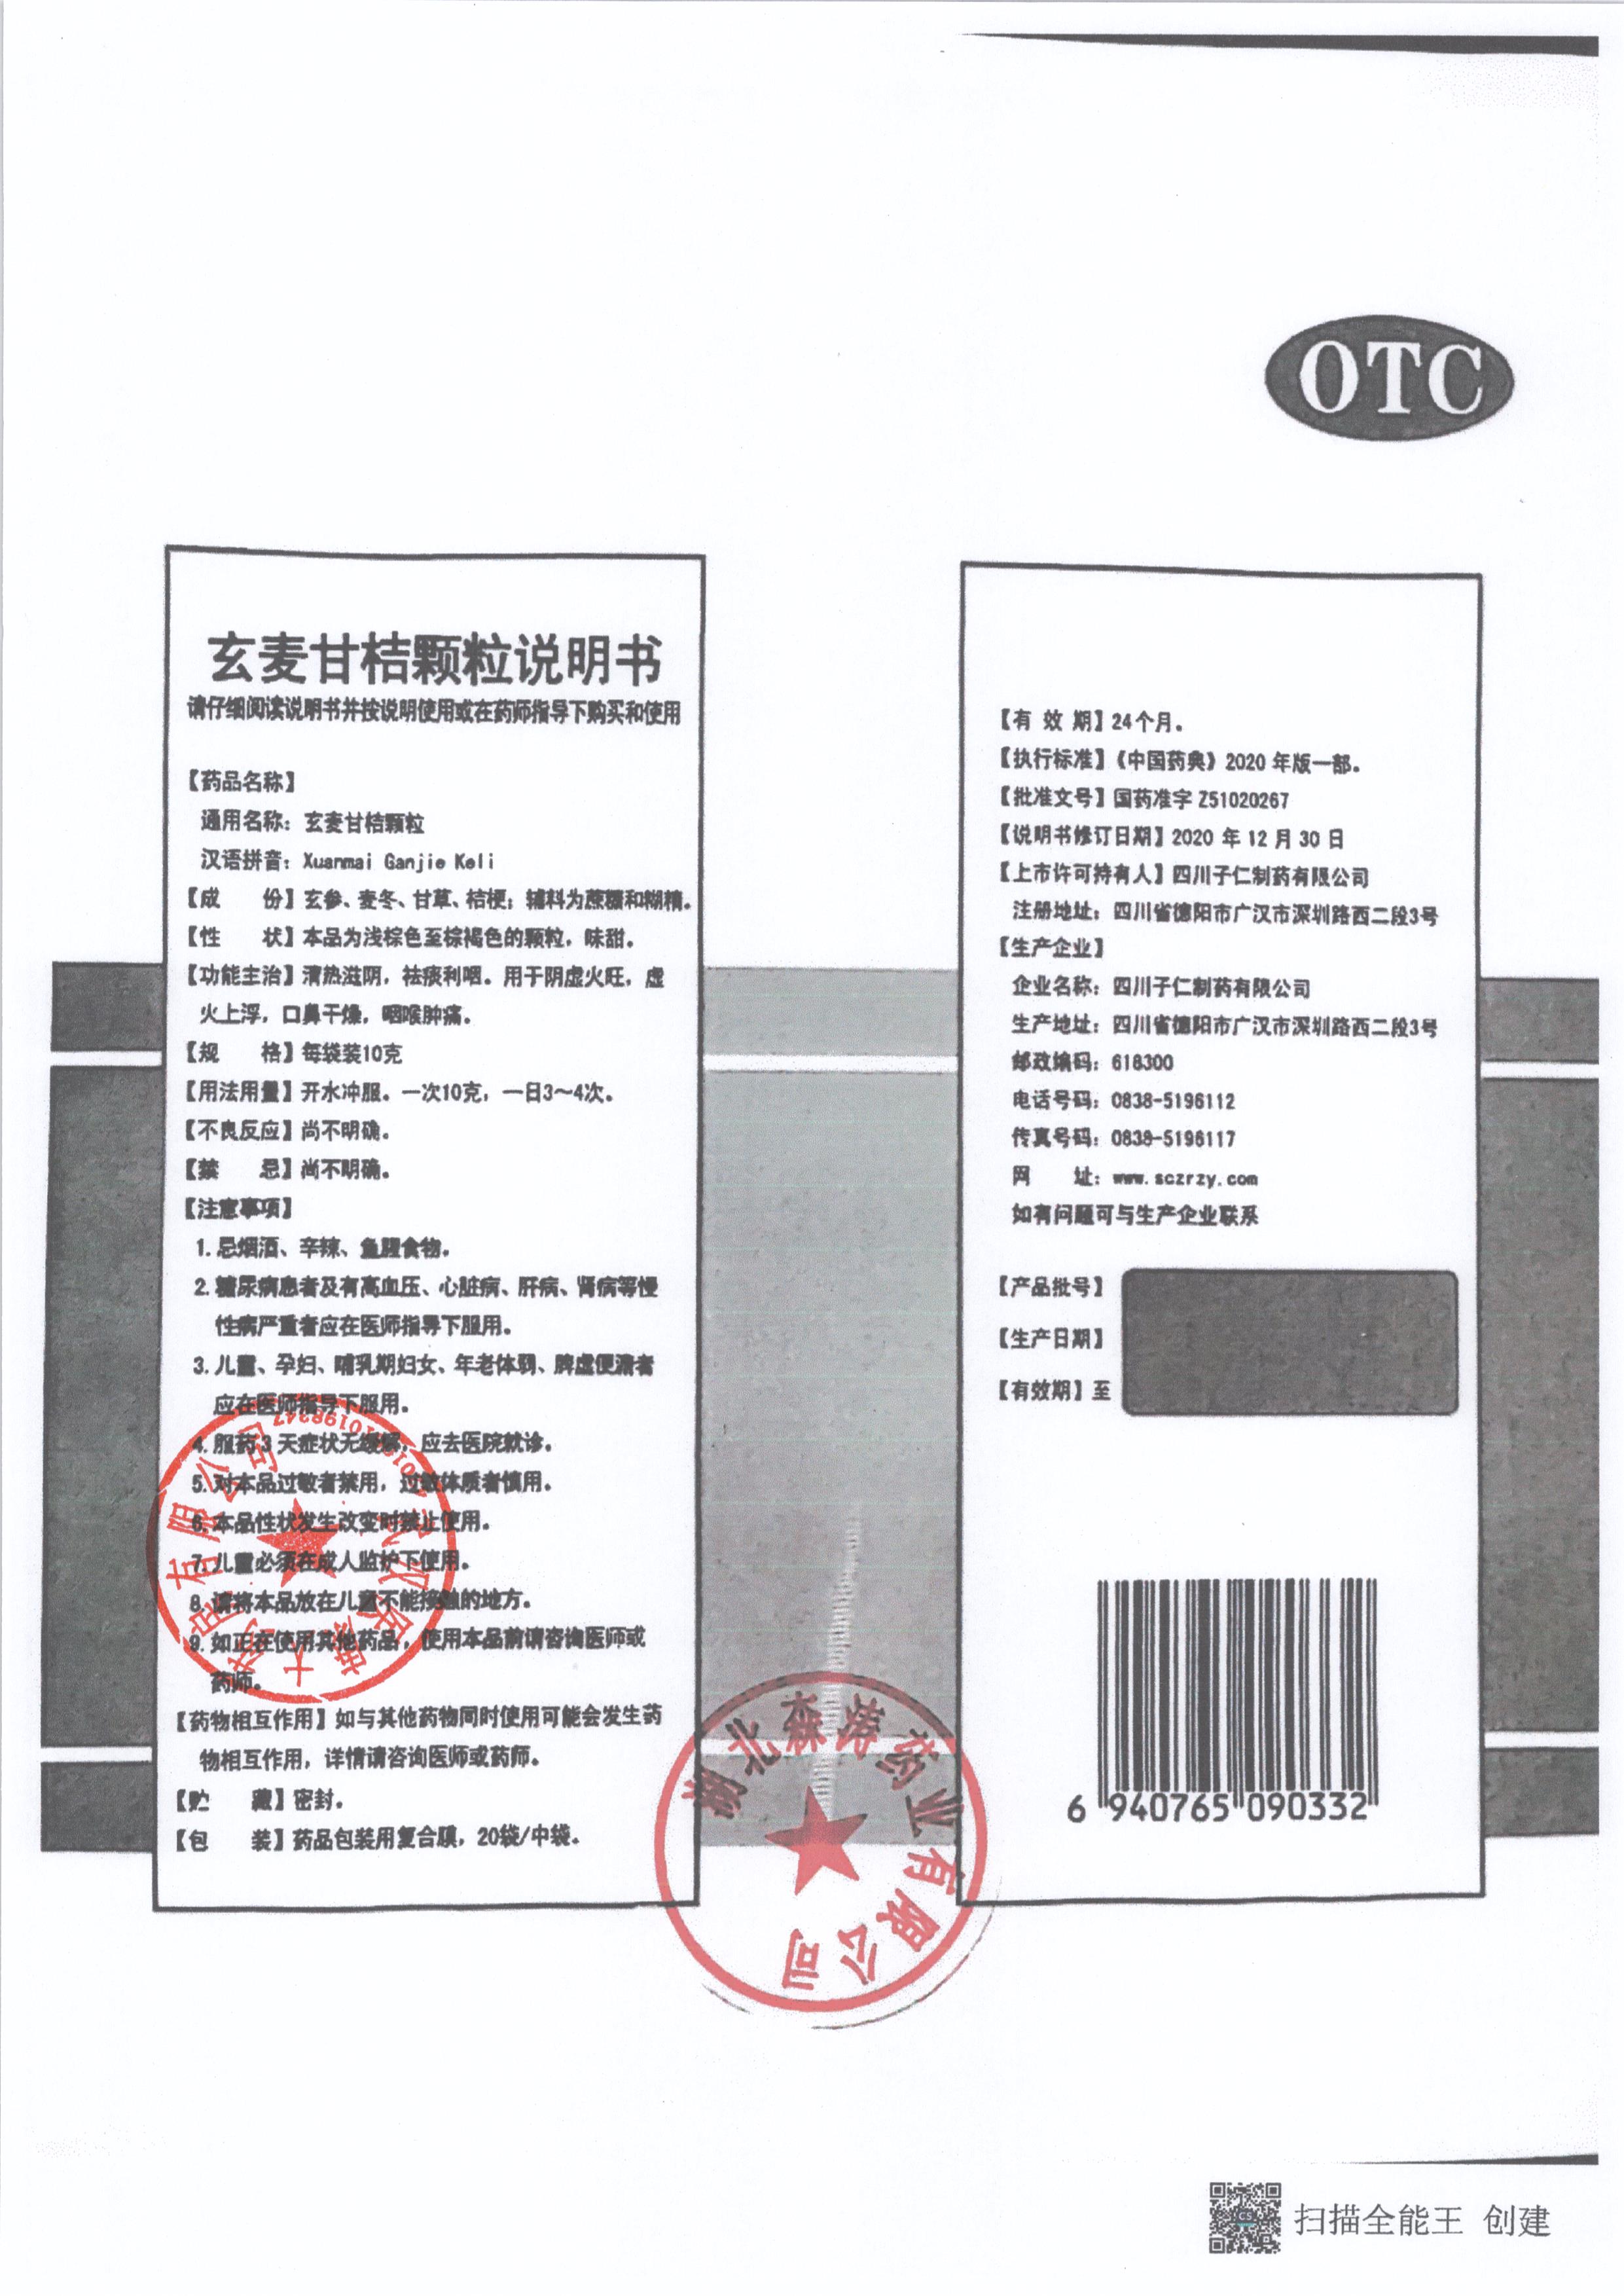 OTC
玄麦甘桔颗粒说明书
请仔细阅读说明书并按说明使用或在药师指导下购买和使用
【药品名称】
通用名称：玄麦甘桔颗粒
汉语拼音：Xuanmai Ganjie Keli
【成 份】玄参、麦冬、甘草、桔梗；辅料为蔗糖和糊精。
【性 状】本品为浅棕色至棕褐色的颗粒，味甜。
【功能主治】清热滋阴，祛痰利咽。用于阴虚火旺，虚
火上浮，口鼻干燥，咽喉肿痛。
【规 格】每袋装10克
【用法用量】开水冲服。一次10克，一日3～4次。
【不良反应】尚不明确。
【禁 忌】尚不明确。
【注意事项】
1. 忌烟酒、辛辣、鱼腥食物。
2. 糖尿病患者及有高血压、心脏病、肝病、肾病等慢
性病严重者应在医师指导下服用。
3. 儿童、孕妇、哺乳期妇女、年老体弱、脾虚便溏者
应在医师指导下服用。
4. 服药3天症状无缓解，应去医院就诊。
5. 对本品过敏者禁用，过敏体质者慎用。
6. 本品性状发生改变时禁止使用。
7. 儿童必须在成人监护下使用。
8. 请将本品放在儿童不能接触的地方。
9. 如正在使用其他药品，使用本品前请咨询医师或
药师。
【药物相互作用】如与其他药物同时使用可能会发生药
物相互作用，详情请咨询医师或药师。
【贮 藏】密封。
【包 装】药品包装用复合膜，20袋/中袋。
【有 效 期】24个月。
【执行标准】《中国药典》2020 年版一部。
【批准文号】国药准字 Z51020267
【说明书修订日期】2020 年 12 月 30 日
【上市许可持有人】四川子仁制药有限公司
注册地址：四川省德阳市广汉市深圳路西二段3号
【生产企业】
企业名称：四川子仁制药有限公司
生产地址：四川省德阳市广汉市深圳路西二段3号
邮政编码：618300
电话号码：0838-5196112
传真号码：0838-5196117
网 址：www.sczrzy.com
如有问题可与生产企业联系
【产品批号】
【生产日期】
【有效期】至
6 940765 090332
湖北森涛药业有限公司
大药房有限公司
扫描全能王 创建